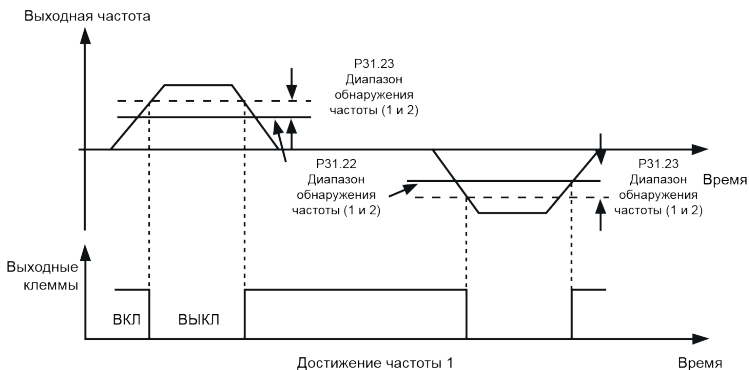 Выходная частота
P31.23
Диапазон
обнаружения
частоты (1 и 2)
P31.22
Диапазон
обнаружения
частоты (1 и 2)
P31.23
Диапазон
обнаружения
частоты (1 и 2)
Время
Выходные
клеммы
ВКЛ
ВЫКЛ
Достижение частоты 1
Время